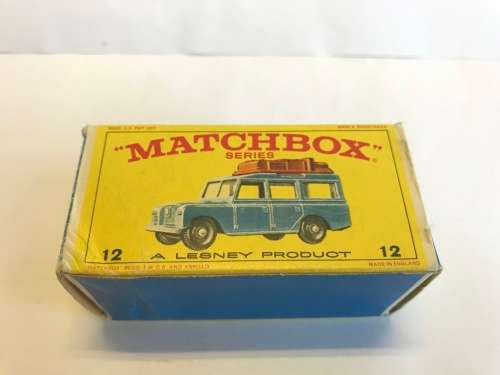 "MATCHBOX"
SERIES
12 A LESNEY PRODUCT 12
MADE IN ENGLAND